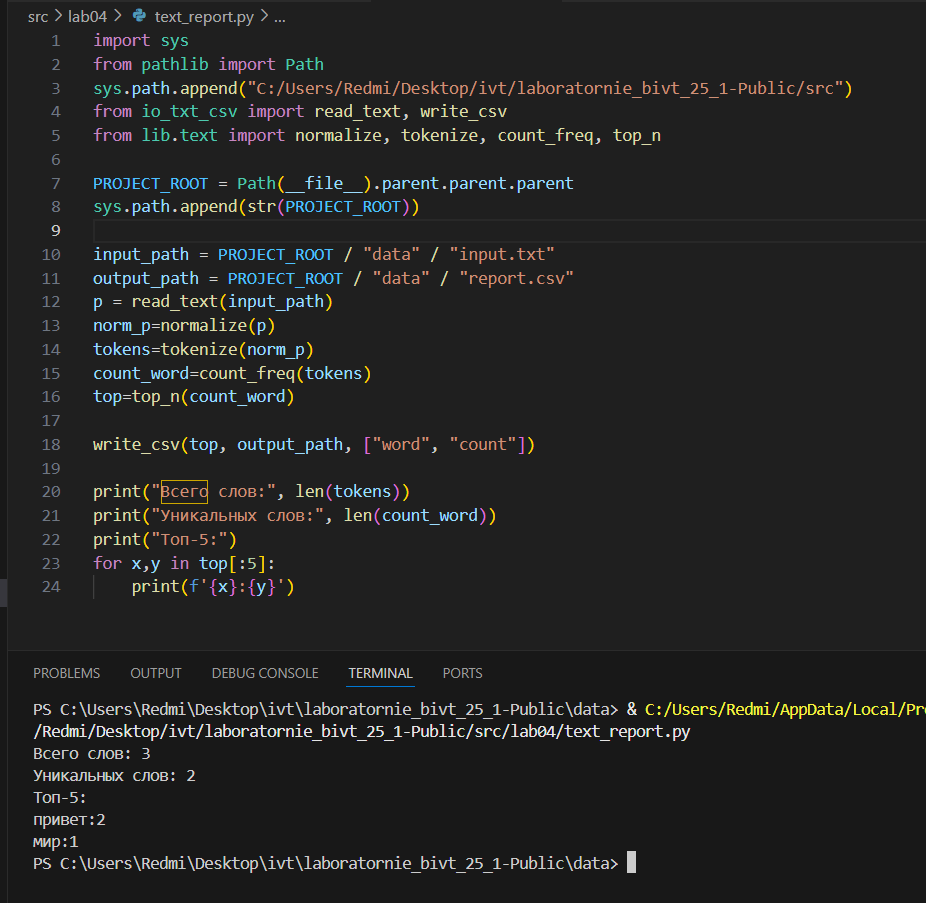 src > lab04 > text_report.py > ...
1 import sys
2 from pathlib import Path
3 sys.path.append("C:/Users/Redmi/Desktop/ivt/laboratornie_bivt_25_1-Public/src")
4 from io_txt_csv import read_text, write_csv
5 from lib.text import normalize, tokenize, count_freq, top_n
6
7 PROJECT_ROOT = Path(__file__).parent.parent.parent
8 sys.path.append(str(PROJECT_ROOT))
9
10 input_path = PROJECT_ROOT / "data" / "input.txt"
11 output_path = PROJECT_ROOT / "data" / "report.csv"
12 p = read_text(input_path)
13 norm_p=normalize(p)
14 tokens=tokenize(norm_p)
15 count_word=count_freq(tokens)
16 top=top_n(count_word)
17
18 write_csv(top, output_path, ["word", "count"])
19
20 print("Всего слов:", len(tokens))
21 print("Уникальных слов:", len(count_word))
22 print("Топ-5:")
23 for x,y in top[:5]:
24     print(f'{x}:{y}')
PROBLEMS OUTPUT DEBUG CONSOLE TERMINAL PORTS
PS C:\Users\Redmi\Desktop\ivt\laboratornie_bivt_25_1-Public\data> & C:/Users/Redmi/AppData/Local/Pr
/Redmi/Desktop/ivt/laboratornie_bivt_25_1-Public/src/lab04/text_report.py
Всего слов: 3
Уникальных слов: 2
Топ-5:
привет:2
мир:1
PS C:\Users\Redmi\Desktop\ivt\laboratornie_bivt_25_1-Public\data>